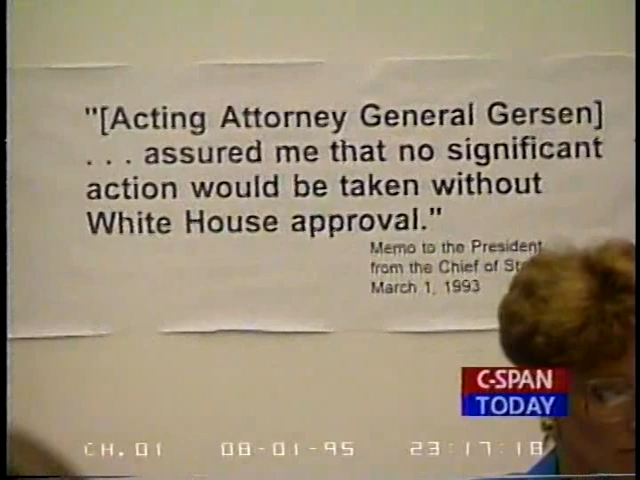 "[Acting Attorney General Gersen]
. . . assured me that no significant
action would be taken without
White House approval."
Memo to the President
from the Chief of
March 1, 1993
C-SPAN
TODAY
CH.01 08-01-95 23:17:18